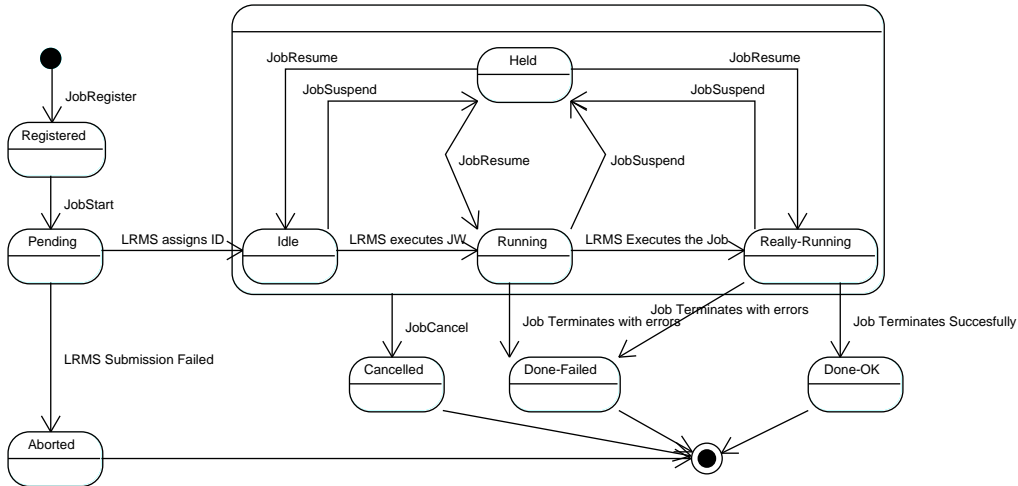 Held
JobResume
JobResume
JobSuspend
JobSuspend
JobRegister
Registered
JobResume
JobSuspend
JobStart
Pending
LRMS assigns ID
Idle
LRMS executes JW
Running
LRMS Executes the Job
Really-Running
JobCancel
Job Terminates with errors
Job Terminates with errors
Job Terminates Succesfully
LRMS Submission Failed
Cancelled
Done-Failed
Done-OK
Aborted